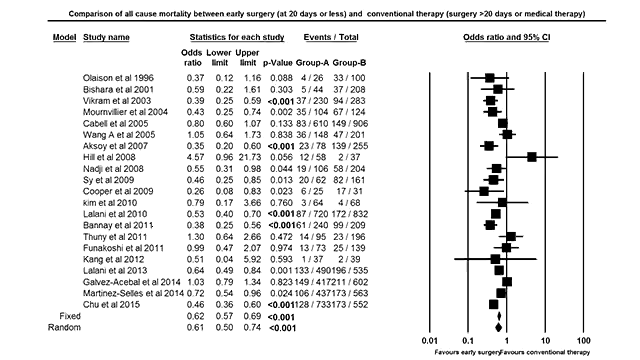 Comparison of all cause mortality between early surgery (at 20 days or less) and conventional therapy (surgery >20 days or medical therapy)
Model Study name Statistics for each study Events / Total Odds ratio and 95% CI
Odds ratio Lower limit Upper limit p-Value Group-A Group-B
Olaison et al 1996 0.37 0.12 1.16 0.088 4 / 26 33 / 100
Bishara et al 2001 0.59 0.22 1.61 0.303 5 / 44 37 / 208
Vikram et al 2003 0.39 0.25 0.59 <0.001 37 / 230 94 / 283
Mournvillier et al 2004 0.43 0.25 0.74 0.002 35 / 104 67 / 124
Cabell et al 2005 0.80 0.60 1.07 0.133 83 / 610 149 / 906
Wang A et al 2005 1.05 0.64 1.73 0.838 36 / 148 47 / 201
Aksoy et al 2007 0.35 0.20 0.60 <0.001 23 / 78 139 / 255
Hill et al 2008 4.57 0.96 21.73 0.056 12 / 58 2 / 37
Nadji et al 2008 0.55 0.31 0.98 0.044 19 / 106 58 / 204
Sy et al 2009 0.46 0.25 0.85 0.013 20 / 62 82 / 161
Cooper et al 2009 0.26 0.08 0.83 0.023 6 / 25 17 / 31
kim et al 2010 0.79 0.17 3.66 0.760 3 / 79 4 / 68
Lalani et al 2010 0.53 0.40 0.70 <0.001 87 / 720 172 / 832
Bannay et al 2011 0.38 0.25 0.56 <0.001 61 / 240 99 / 209
Thuny et al 2011 1.30 0.64 2.66 0.472 14 / 95 23 / 196
Funakoshi et al 2011 0.99 0.47 2.07 0.974 13 / 73 25 / 139
Kang et al 2012 0.51 0.04 5.92 0.593 1 / 37 2 / 39
Lalani et al 2013 0.64 0.49 0.84 0.001 133 / 490 196 / 535
Galvez-Acebal et al 2014 1.03 0.79 1.34 0.823 149 / 417 211 / 602
Martinez-Selles et al 2014 0.72 0.54 0.96 0.024 106 / 437 173 / 563
Chu et al 2015 0.46 0.36 0.60 <0.001 128 / 733 173 / 552
Fixed 0.62 0.57 0.69 <0.001
Random 0.61 0.50 0.74 <0.001
0.01 0.1 1 10 100
Favours early surgery Favours conventional therapy